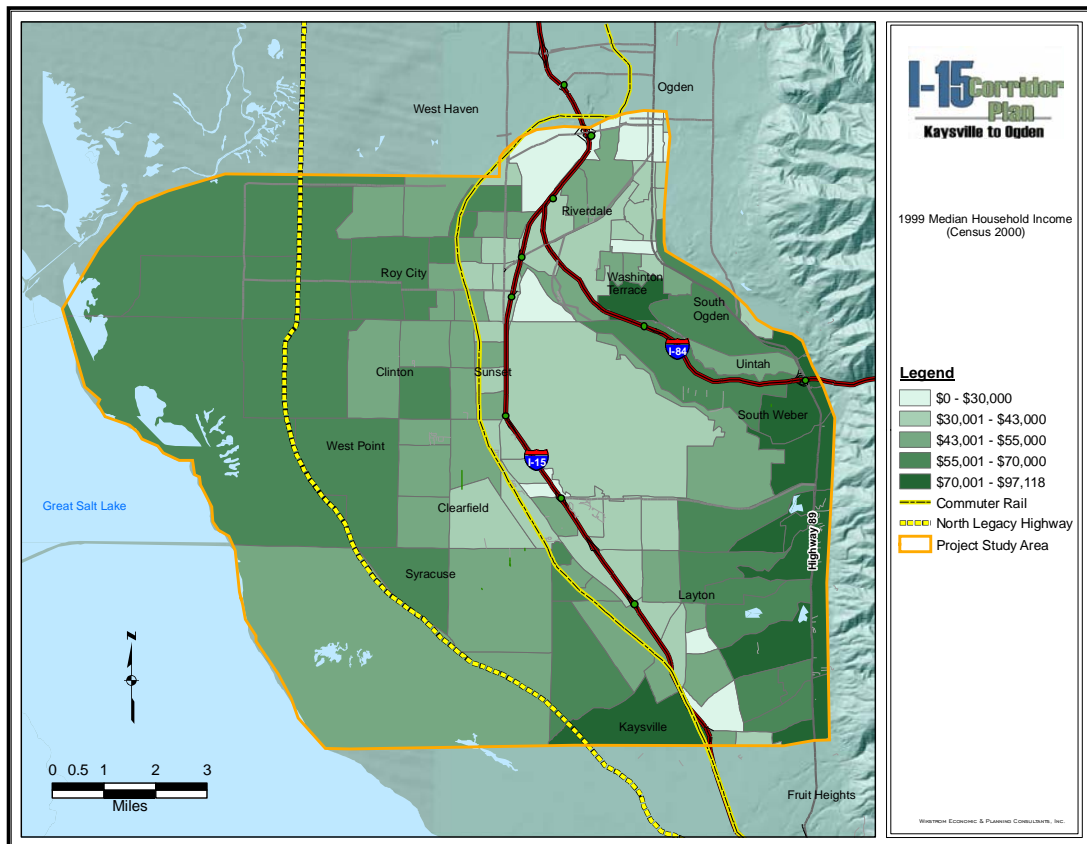 West Haven
Ogden
Riverdale
Roy City
Washinton
Terrace
South
Ogden
I-84
Uintah
Clinton
Sunset
South Weber
West Point
I-15
Clearfield
Great Salt Lake
Highway 89
Syracuse
Layton
Kaysville
Fruit Heights
N
0 0.5 1 2 3
Miles
I-15 Corridor
Plan
Kaysville to Ogden
1999 Median Household Income
(Census 2000)
Legend
$0 - $30,000
$30,001 - $43,000
$43,001 - $55,000
$55,001 - $70,000
$70,001 - $97,118
Commuter Rail
North Legacy Highway
Project Study Area
WIKSTROM ECONOMIC & PLANNING CONSULTANTS, INC.